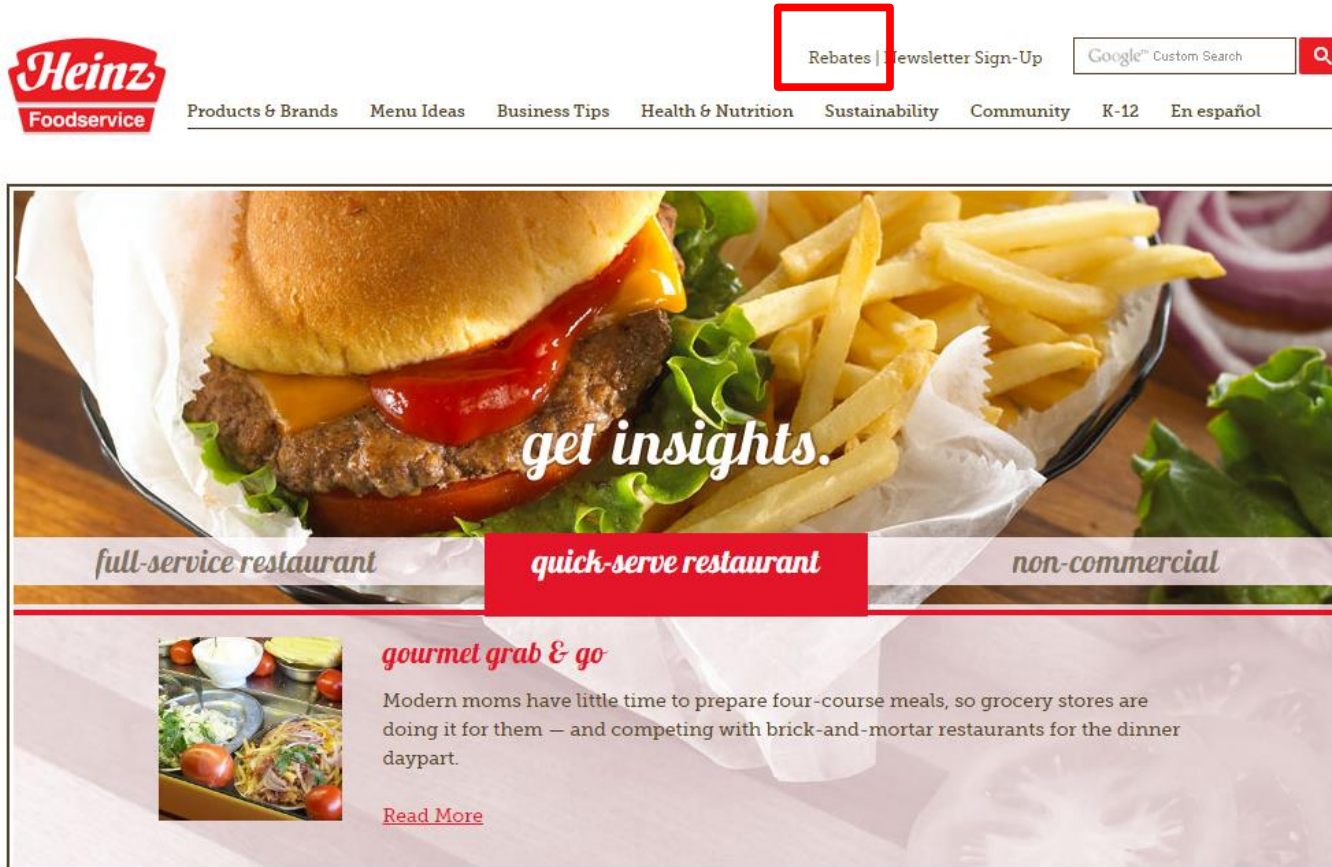 Heinz
Foodservice
Rebates | Newsletter Sign-Up
Google™ Custom Search
Products & Brands Menu Ideas Business Tips Health & Nutrition Sustainability Community K-12 En español
get insights.
full-service restaurant quick-serve restaurant non-commercial
gourmet grab & go
Modern moms have little time to prepare four-course meals, so grocery stores are
doing it for them — and competing with brick-and-mortar restaurants for the dinner
daypart.
Read More